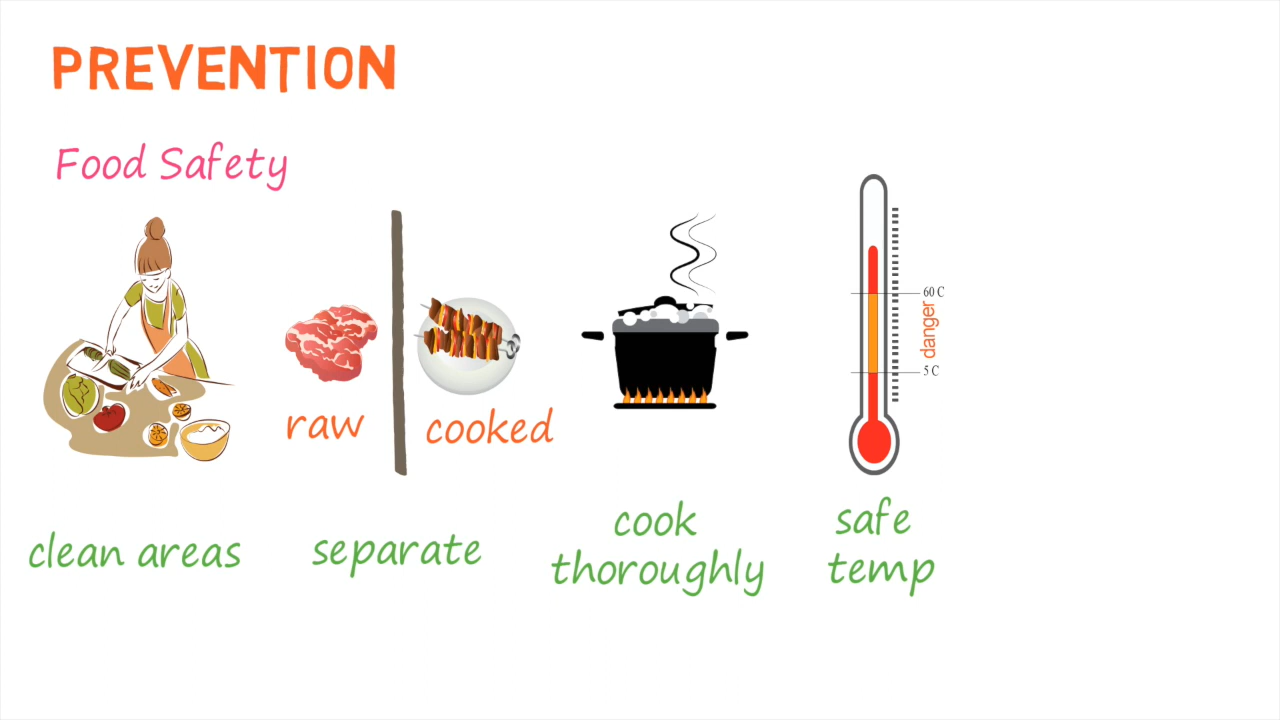 PREVENTION
Food Safety
60 C
danger
5 C
raw
cooked
clean areas
separate
cook
thoroughly
safe
temp